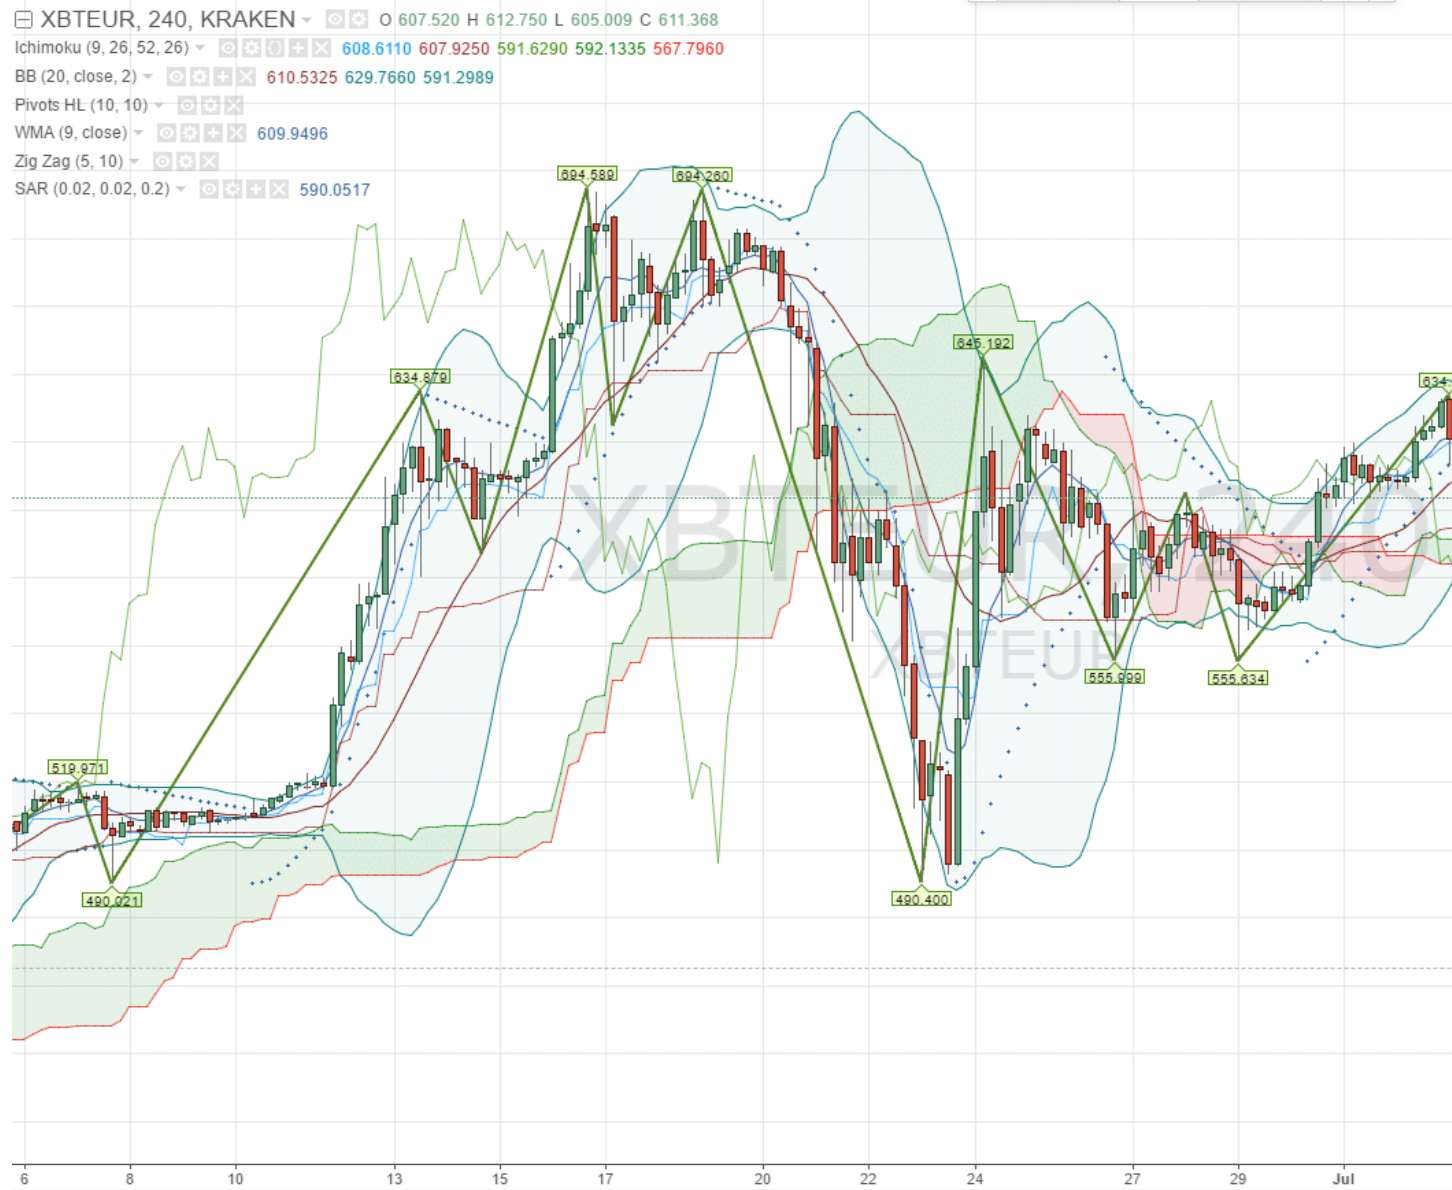 XBTEUR, 240, KRAKEN O 607.520 H 612.750 L 605.009 C 611.368
Ichimoku (9, 26, 52, 26) 608.6110 607.9250 591.6290 592.1335 567.7960
BB (20, close, 2) 610.5325 629.7660 591.2989
Pivots HL (10, 10)
WMA (9, close) 609.9496
Zig Zag (5, 10)
SAR (0.02, 0.02, 0.2) 590.0517
694.589
694.260
645.192
634.879
634.
XBTEUR, 240
XBTEUR
555.999
555.634
519.971
490.021
490.400
6 8 10 13 15 17 20 22 24 27 29 Jul